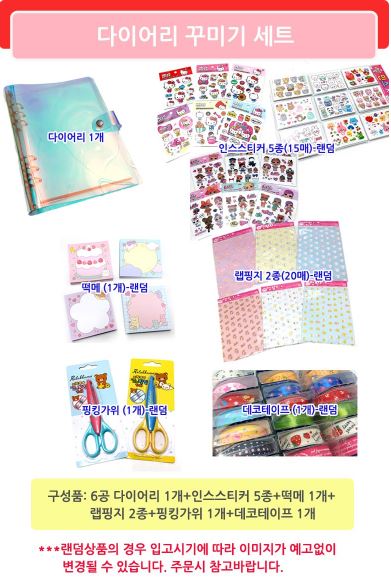 다이어리 꾸미기 세트
다이어리 1개
인스스티커 5종(15매)-랜덤
떡메 (1개)-랜덤
랩핑지 2종(20매)-랜덤
핑킹가위 (1개)-랜덤
데코테이프 (1개)-랜덤
구성품: 6공 다이어리 1개+인스스티커 5종+떡메 1개+
랩핑지 2종+핑킹가위 1개+데코테이프 1개
***랜덤상품의 경우 입고시기에 따라 이미지가 예고없이
변경될 수 있습니다. 주문시 참고바랍니다.